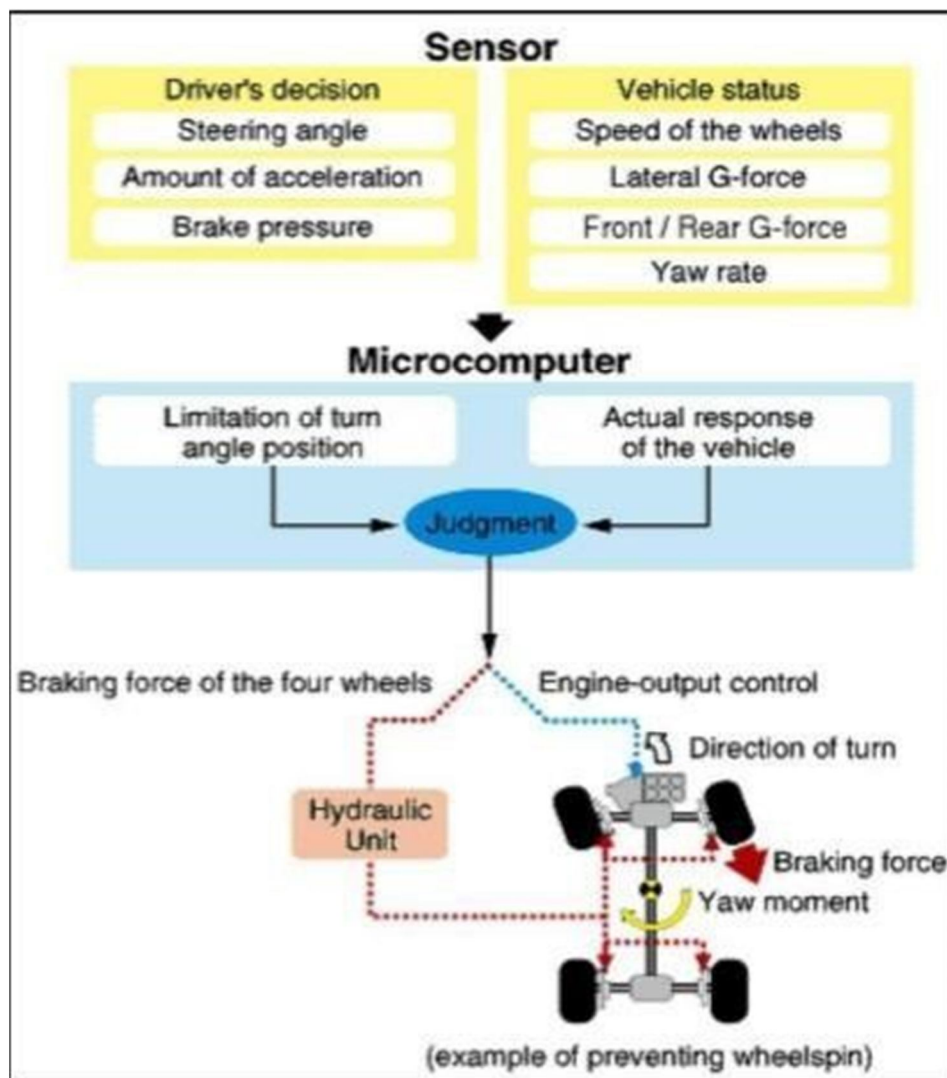 Sensor
Driver's decision
Steering angle
Amount of acceleration
Brake pressure
Vehicle status
Speed of the wheels
Lateral G-force
Front / Rear G-force
Yaw rate
Microcomputer
Limitation of turn
angle position
Actual response
of the vehicle
Judgment
Braking force of the four wheels
Engine-output control
Direction of turn
Hydraulic
Unit
Braking force
Yaw moment
(example of preventing wheelspin)